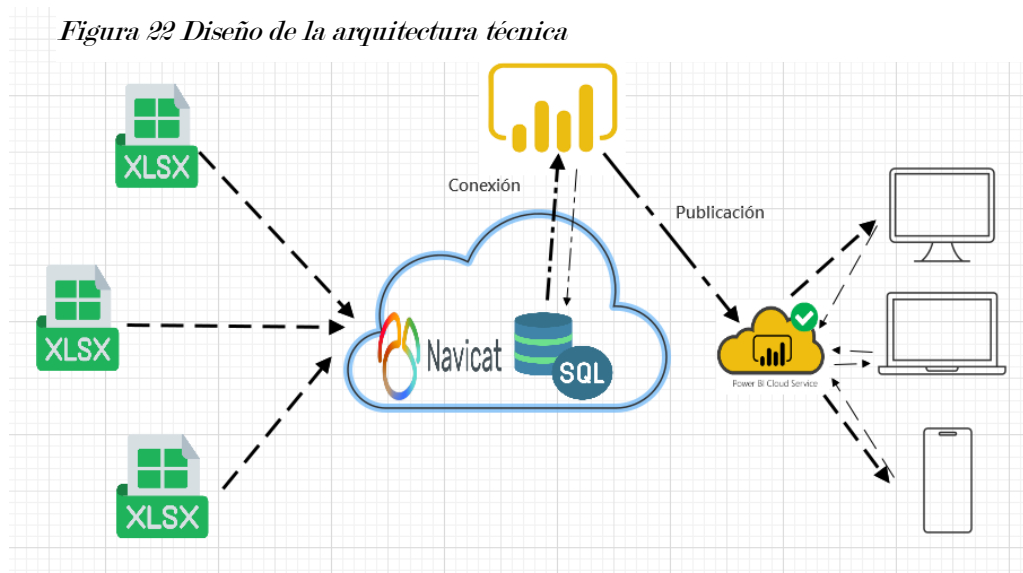 Figura 22 Diseño de la arquitectura técnica
XLSX
Conexión
Publicación
XLSX
Navicat
SQL
Power BI Cloud Service
XLSX